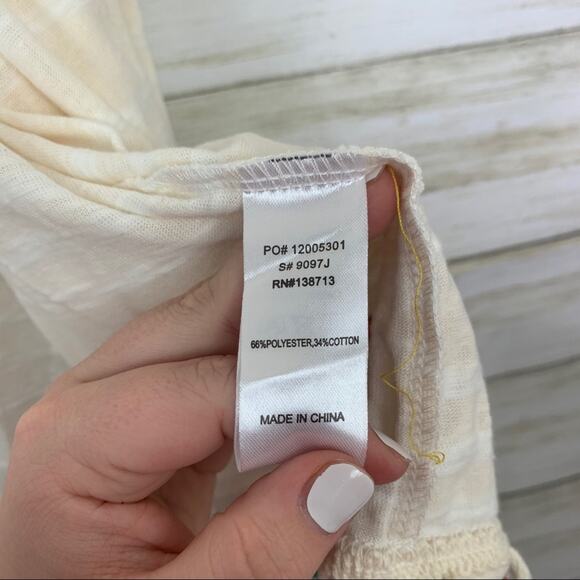 PO# 12005301
S# 9097J
RN#138713
66%POLYESTER,34%COTTON
MADE IN CHINA